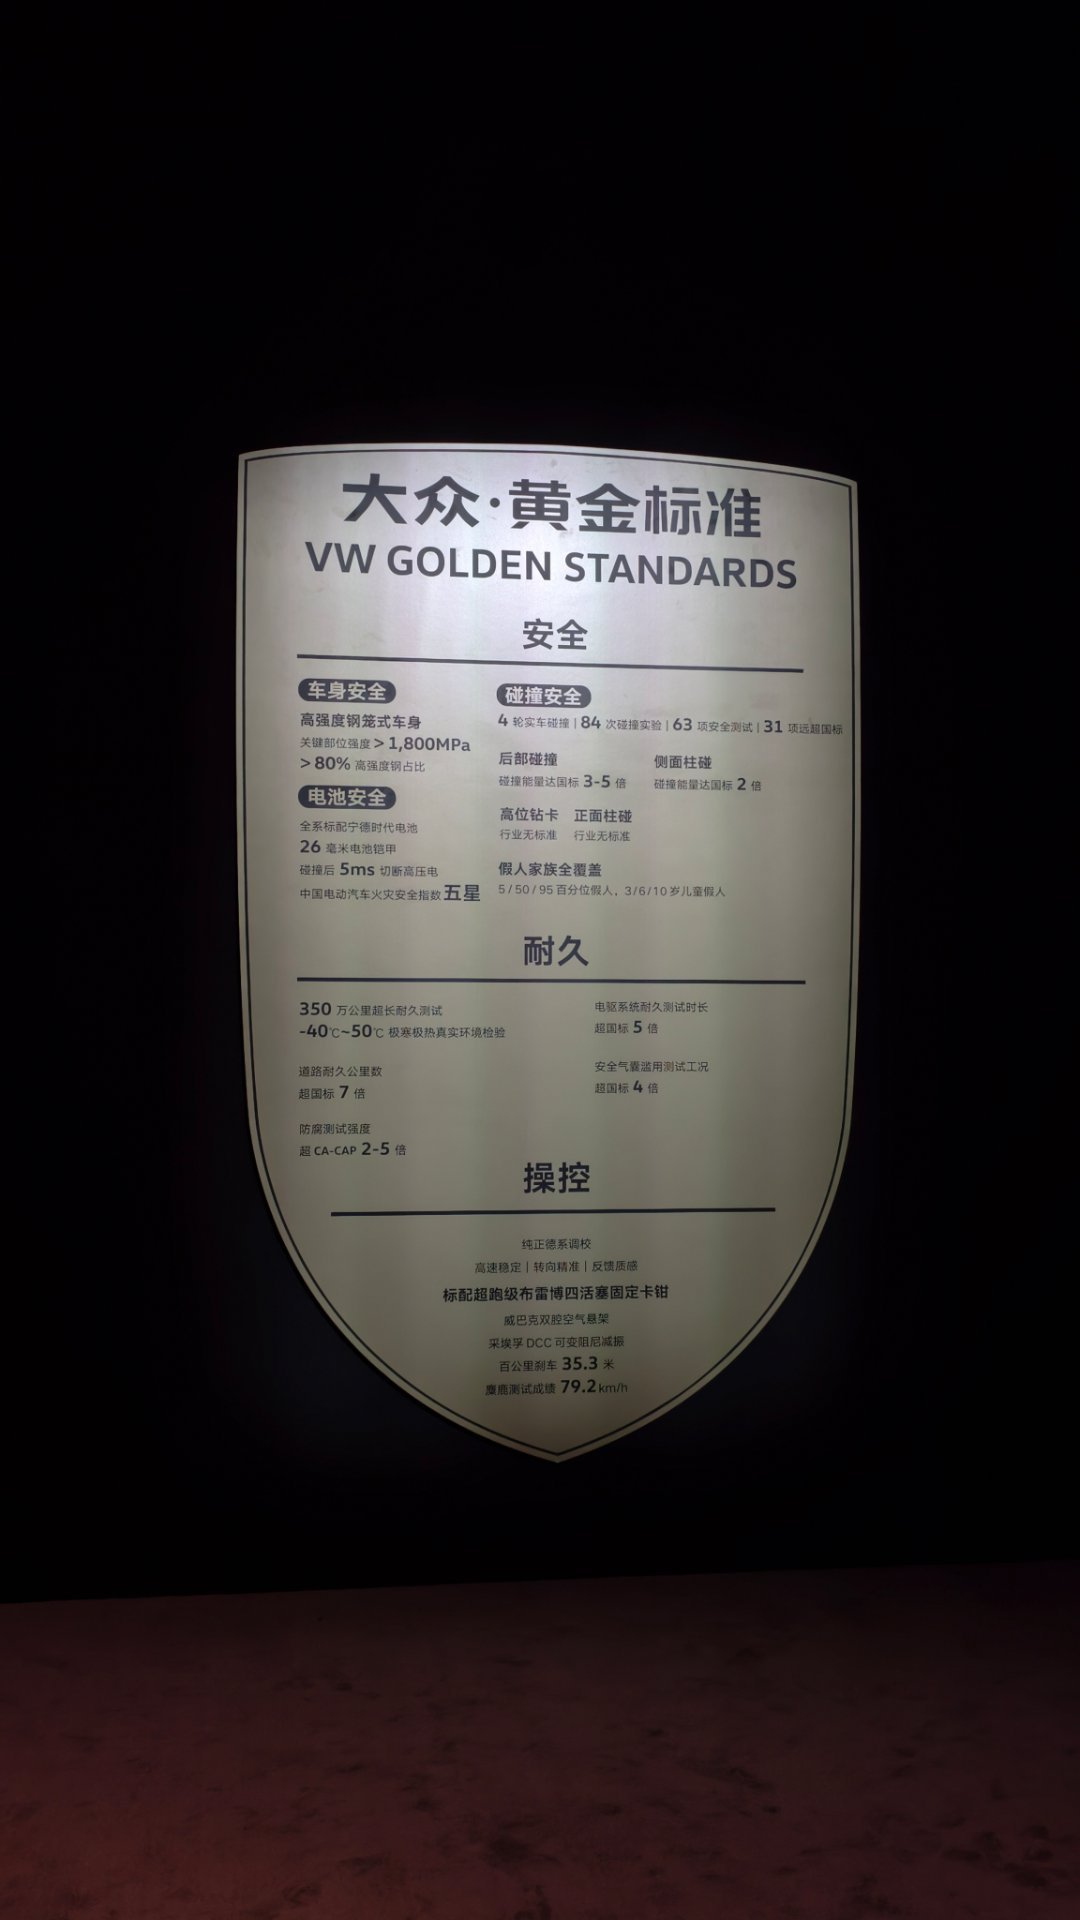 大众·黄金标准
VW GOLDEN STANDARDS
安全
车身安全
高强度钢笼式车身
关键部位强度 > 1,800MPa
> 80% 高强度钢占比
电池安全
全系标配宁德时代电池
26 毫米电池铠甲
碰撞后 5ms 切断高压电
中国电动汽车火灾安全指数 五星
碰撞安全
4 轮实车碰撞 | 84 次碰撞实验 | 63 项安全测试 | 31 项远超国标
后部碰撞
碰撞能量达国标 3-5 倍
侧面柱碰
碰撞能量达国标 2 倍
高位钻卡
行业无标准
正面柱碰
行业无标准
假人家族全覆盖
5 / 50 / 95 百分位假人，3 / 6 / 10 岁儿童假人
耐久
350 万公里超长耐久测试
-40℃~50℃ 极寒极热真实环境检验
道路耐久公里数
超国标 7 倍
防腐测试强度
超 CA-CAP 2-5 倍
电驱系统耐久测试时长
超国标 5 倍
安全气囊滥用测试工况
超国标 4 倍
操控
纯正德系调校
高速稳定 | 转向精准 | 反馈质感
标配超跑级布雷博四活塞固定卡钳
威巴克双腔空气悬架
采埃孚 DCC 可变阻尼减振
百公里刹车 35.3 米
麋鹿测试成绩 79.2 km/h